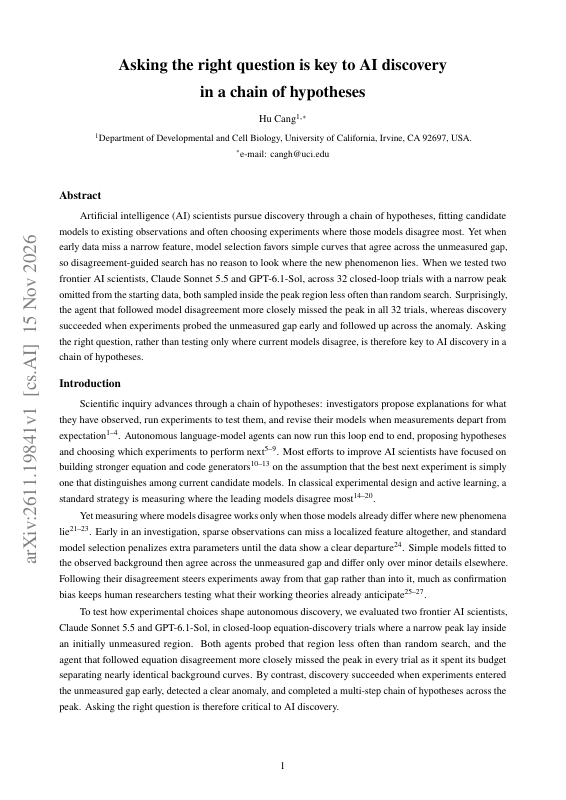 Asking the right question is key to AI discovery
in a chain of hypotheses
Hu Cang1,*
1Department of Developmental and Cell Biology, University of California, Irvine, CA 92697, USA.
*e-mail: cangh@uci.edu
Abstract
Artificial intelligence (AI) scientists pursue discovery through a chain of hypotheses, fitting candidate
models to existing observations and often choosing experiments where those models disagree most. Yet when
early data miss a narrow feature, model selection favors simple curves that agree across the unmeasured gap,
so disagreement-guided search has no reason to look where the new phenomenon lies. When we tested two
frontier AI scientists, Claude Sonnet 5.5 and GPT-6.1-Sol, across 32 closed-loop trials with a narrow peak
omitted from the starting data, both sampled inside the peak region less often than random search. Surprisingly,
the agent that followed model disagreement more closely missed the peak in all 32 trials, whereas discovery
succeeded when experiments probed the unmeasured gap early and followed up across the anomaly. Asking
the right question, rather than testing only where current models disagree, is therefore key to AI discovery in a
chain of hypotheses.
Introduction
Scientific inquiry advances through a chain of hypotheses: investigators propose explanations for what
they have observed, run experiments to test them, and revise their models when measurements depart from
expectation1–4. Autonomous language-model agents can now run this loop end to end, proposing hypotheses
and choosing which experiments to perform next5–9. Most efforts to improve AI scientists have focused on
building stronger equation and code generators10–13 on the assumption that the best next experiment is simply
one that distinguishes among current candidate models. In classical experimental design and active learning, a
standard strategy is measuring where the leading models disagree most14–20.
Yet measuring where models disagree works only when those models already differ where new phenomena
lie21–23. Early in an investigation, sparse observations can miss a localized feature altogether, and standard
model selection penalizes extra parameters until the data show a clear departure24. Simple models fitted to
the observed background then agree across the unmeasured gap and differ only over minor details elsewhere.
Following their disagreement steers experiments away from that gap rather than into it, much as confirmation
bias keeps human researchers testing what their working theories already anticipate25–27.
To test how experimental choices shape autonomous discovery, we evaluated two frontier AI scientists,
Claude Sonnet 5.5 and GPT-6.1-Sol, in closed-loop equation-discovery trials where a narrow peak lay inside
an initially unmeasured region. Both agents probed that region less often than random search, and the
agent that followed equation disagreement more closely missed the peak in every trial as it spent its budget
separating nearly identical background curves. By contrast, discovery succeeded when experiments entered
the unmeasured gap early, detected a clear anomaly, and completed a multi-step chain of hypotheses across the
peak. Asking the right question is therefore critical to AI discovery.
1
arXiv:2611.19841v1 [cs.AI] 15 Nov 2026